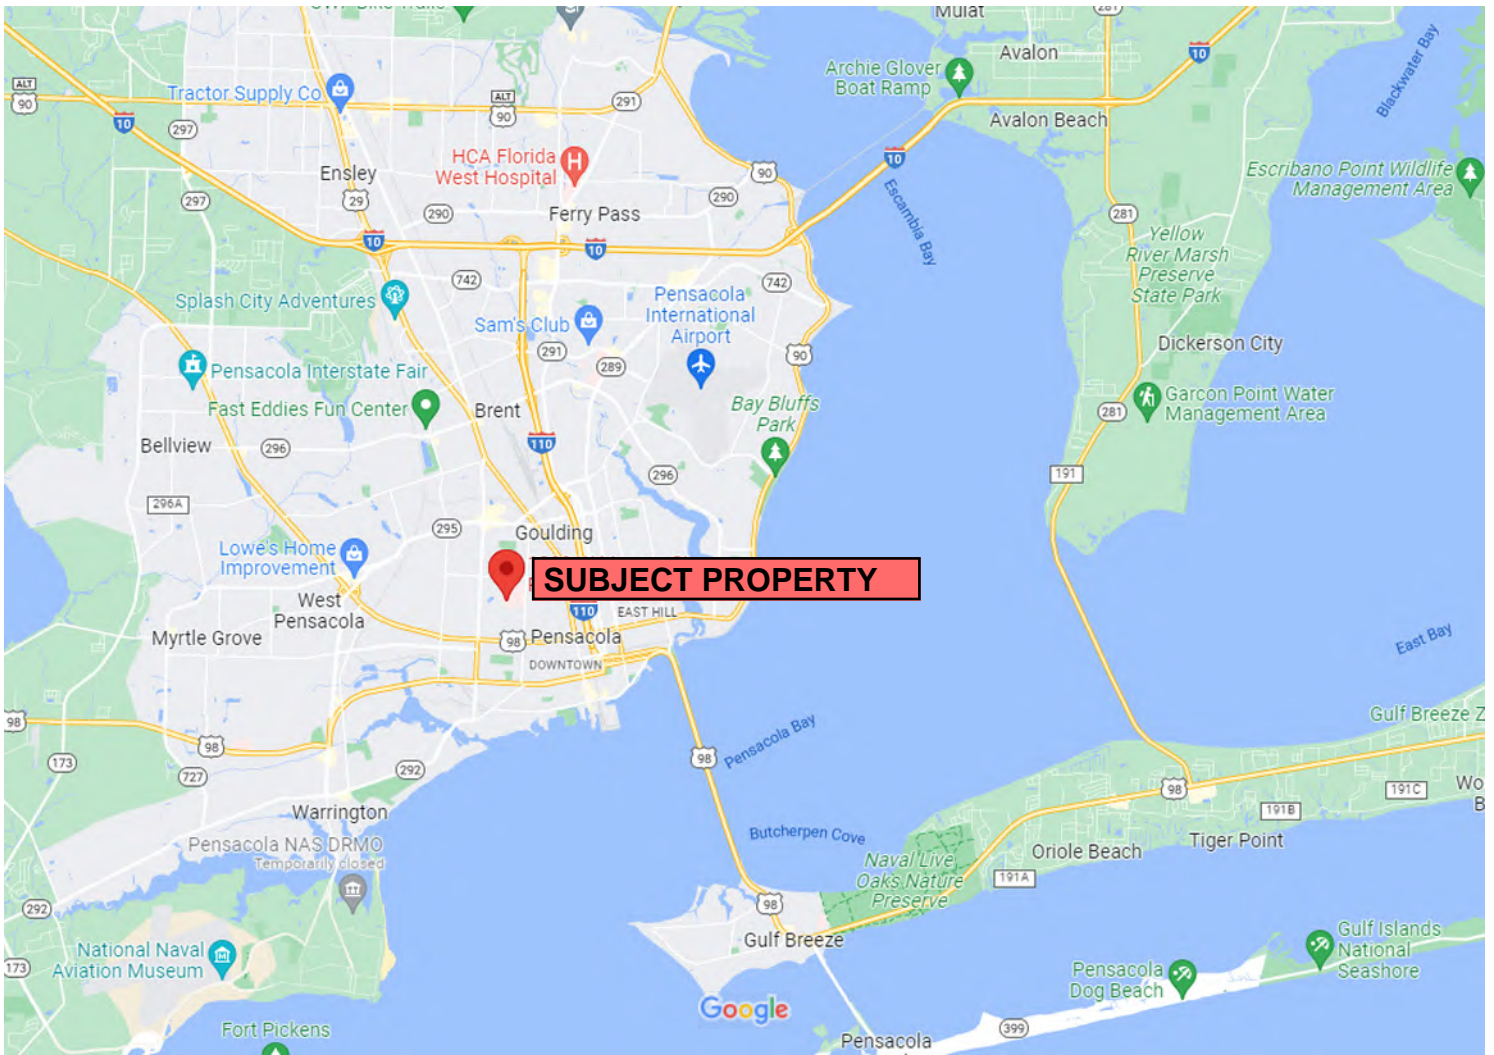 Mulat
281
Avalon
10
Archie Glover
Boat Ramp
Blackwater Bay
ALT
90
Tractor Supply Co
ALT
90
291
10
297
Avalon Beach
HCA Florida
West Hospital
H
10
Ensley
90
Escribano Point Wildlife
Management Area
297
29
290
290
Escambia Bay
Ferry Pass
281
10
10
Yellow
River Marsh
Preserve
State Park
742
742
Splash City Adventures
Pensacola
International
Airport
Sam's Club
291
90
Dickerson City
289
Pensacola Interstate Fair
Garcon Point Water
Management Area
Fast Eddies Fun Center
Brent
Bay Bluffs
Park
281
Bellview
296
110
296
191
296A
295
Goulding
Lowe's Home
Improvement
SUBJECT PROPERTY
West
Pensacola
110
EAST HILL
Myrtle Grove
98
Pensacola
East Bay
DOWNTOWN
98
Gulf Breeze Z
98
Pensacola Bay
173
727
292
98
98
191C
Wo
B
Warrington
191B
Pensacola NAS DRMO
Temporarily closed
Butcherpen Cove
Tiger Point
Oriole Beach
Naval Live
Oaks Nature
Preserve
191A
292
98
Gulf Breeze
Gulf Islands
National
Seashore
National Naval
Aviation Museum
173
Pensacola
Dog Beach
Google
Fort Pickens
399
Pensacola